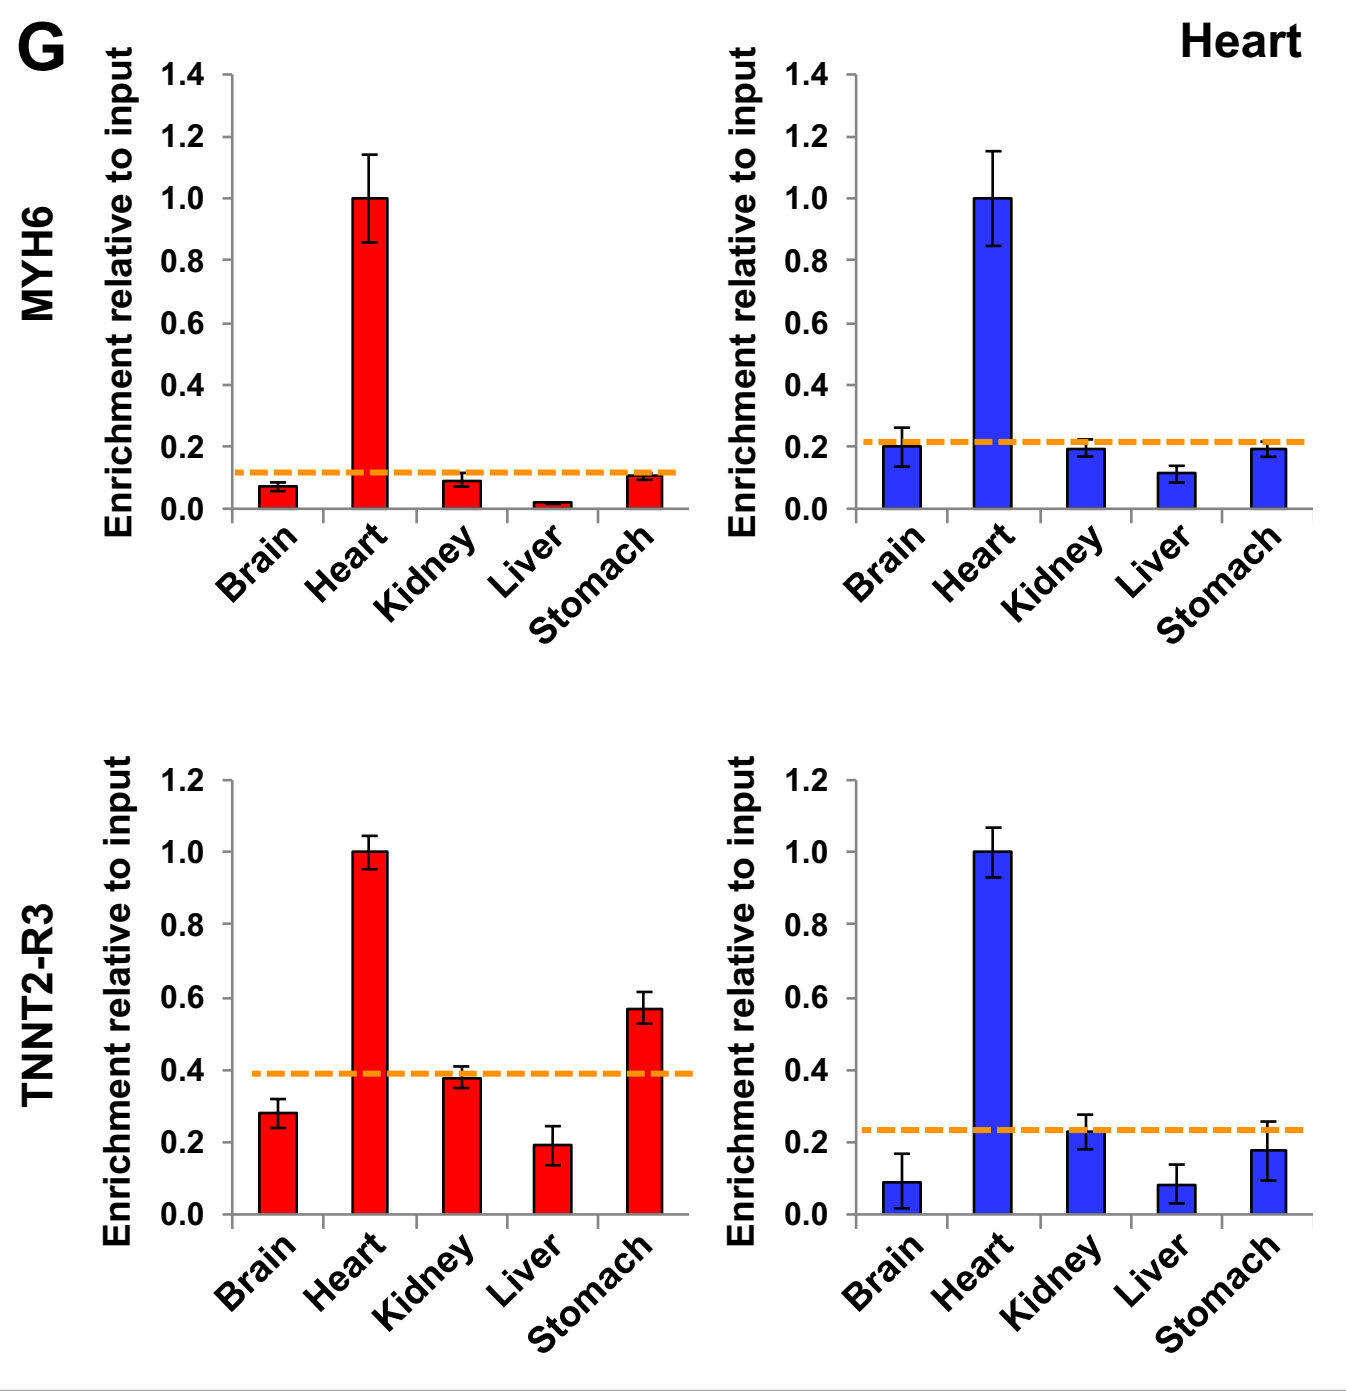 G
Heart
MYH6
Enrichment relative to input
1.4
1.2
1.0
0.8
0.6
0.4
0.2
0.0
Brain
Heart
Kidney
Liver
Stomach
Enrichment relative to input
1.4
1.2
1.0
0.8
0.6
0.4
0.2
0.0
Brain
Heart
Kidney
Liver
Stomach
TNNT2-R3
Enrichment relative to input
1.2
1.0
0.8
0.6
0.4
0.2
0.0
Brain
Heart
Kidney
Liver
Stomach
Enrichment relative to input
1.2
1.0
0.8
0.6
0.4
0.2
0.0
Brain
Heart
Kidney
Liver
Stomach